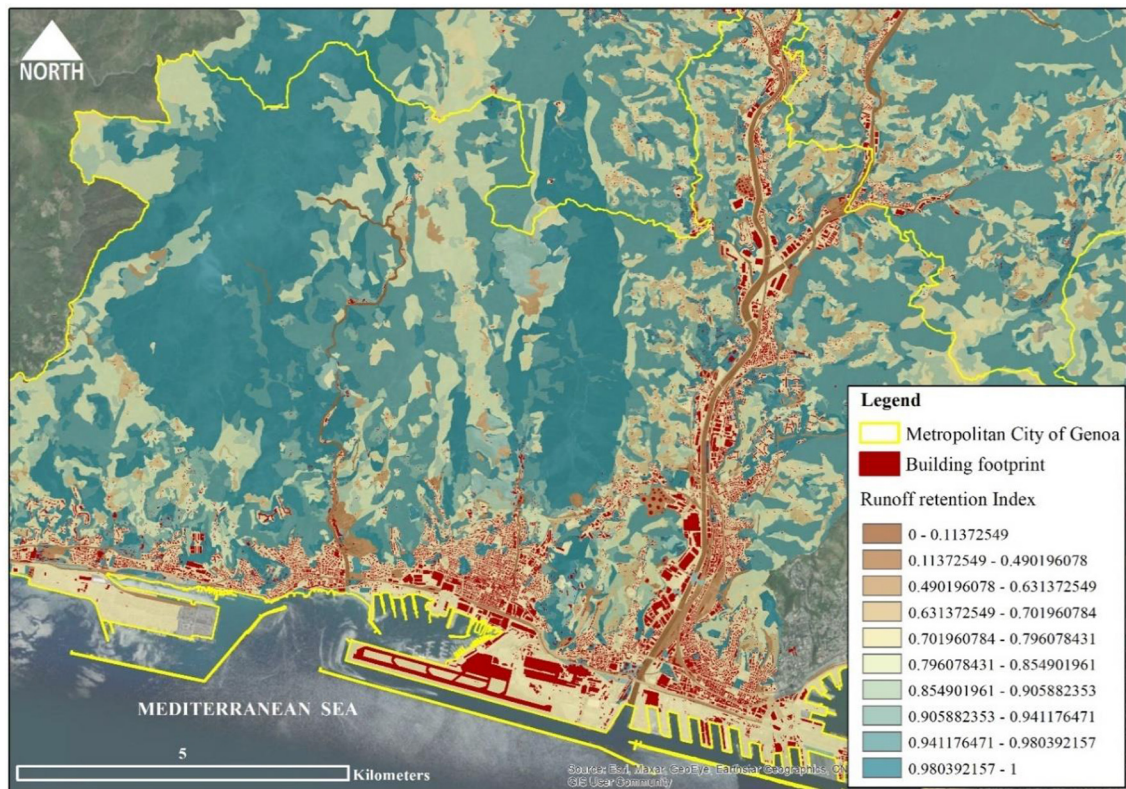 NORTH
MEDITERRANEAN SEA
5
Kilometers
Legend
Metropolitan City of Genoa
Building footprint
Runoff retention Index
0 - 0.11372549
0.11372549 - 0.490196078
0.490196078 - 0.631372549
0.631372549 - 0.701960784
0.701960784 - 0.796078431
0.796078431 - 0.854901961
0.854901961 - 0.905882353
0.905882353 - 0.941176471
0.941176471 - 0.980392157
0.980392157 - 1
Source: Esri, Maxar, GeoEye, Earthstar Geographics,
GIS User Community